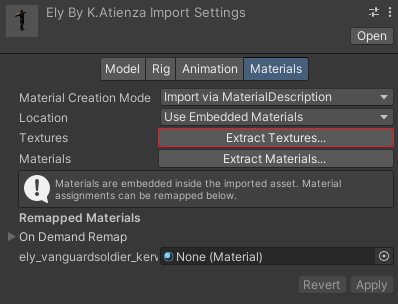 Ely By K.Atienza Import Settings
Open
Model Rig Animation Materials
Material Creation Mode Import via MaterialDescription
Location Use Embedded Materials
Textures Extract Textures...
Materials Extract Materials...
Materials are embedded inside the imported asset. Material
assignments can be remapped below.
Remapped Materials
On Demand Remap
ely_vanguardsoldier_kerw None (Material)
Revert Apply